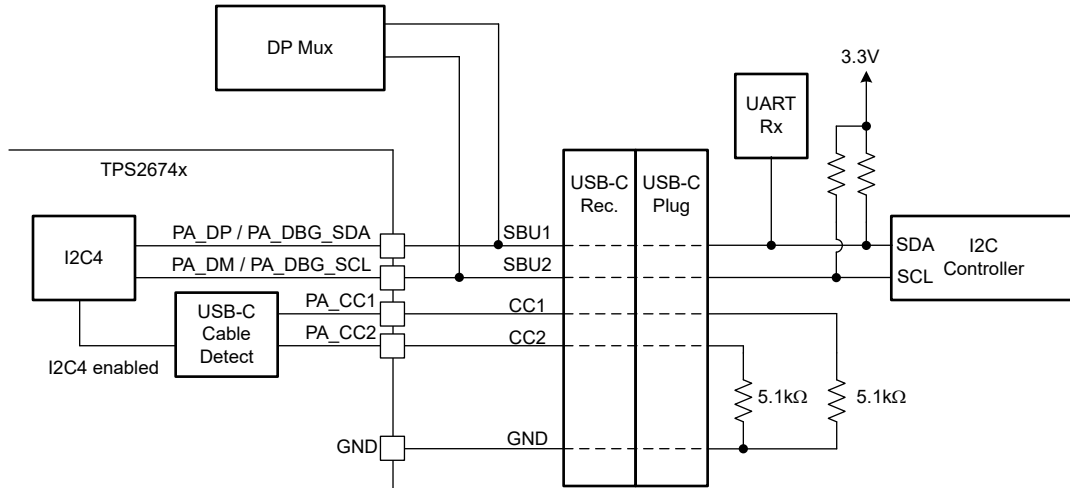 DP Mux
3.3V
UART
Rx
TPS2674x
USB-C
Rec.
USB-C
Plug
I2C4
PA_DP / PA_DBG_SDA
SBU1
SDA
I2C
Controller
PA_DM / PA_DBG_SCL
SBU2
SCL
USB-C
Cable
Detect
PA_CC1
CC1
PA_CC2
CC2
I2C4 enabled
5.1kΩ
5.1kΩ
GND
GND